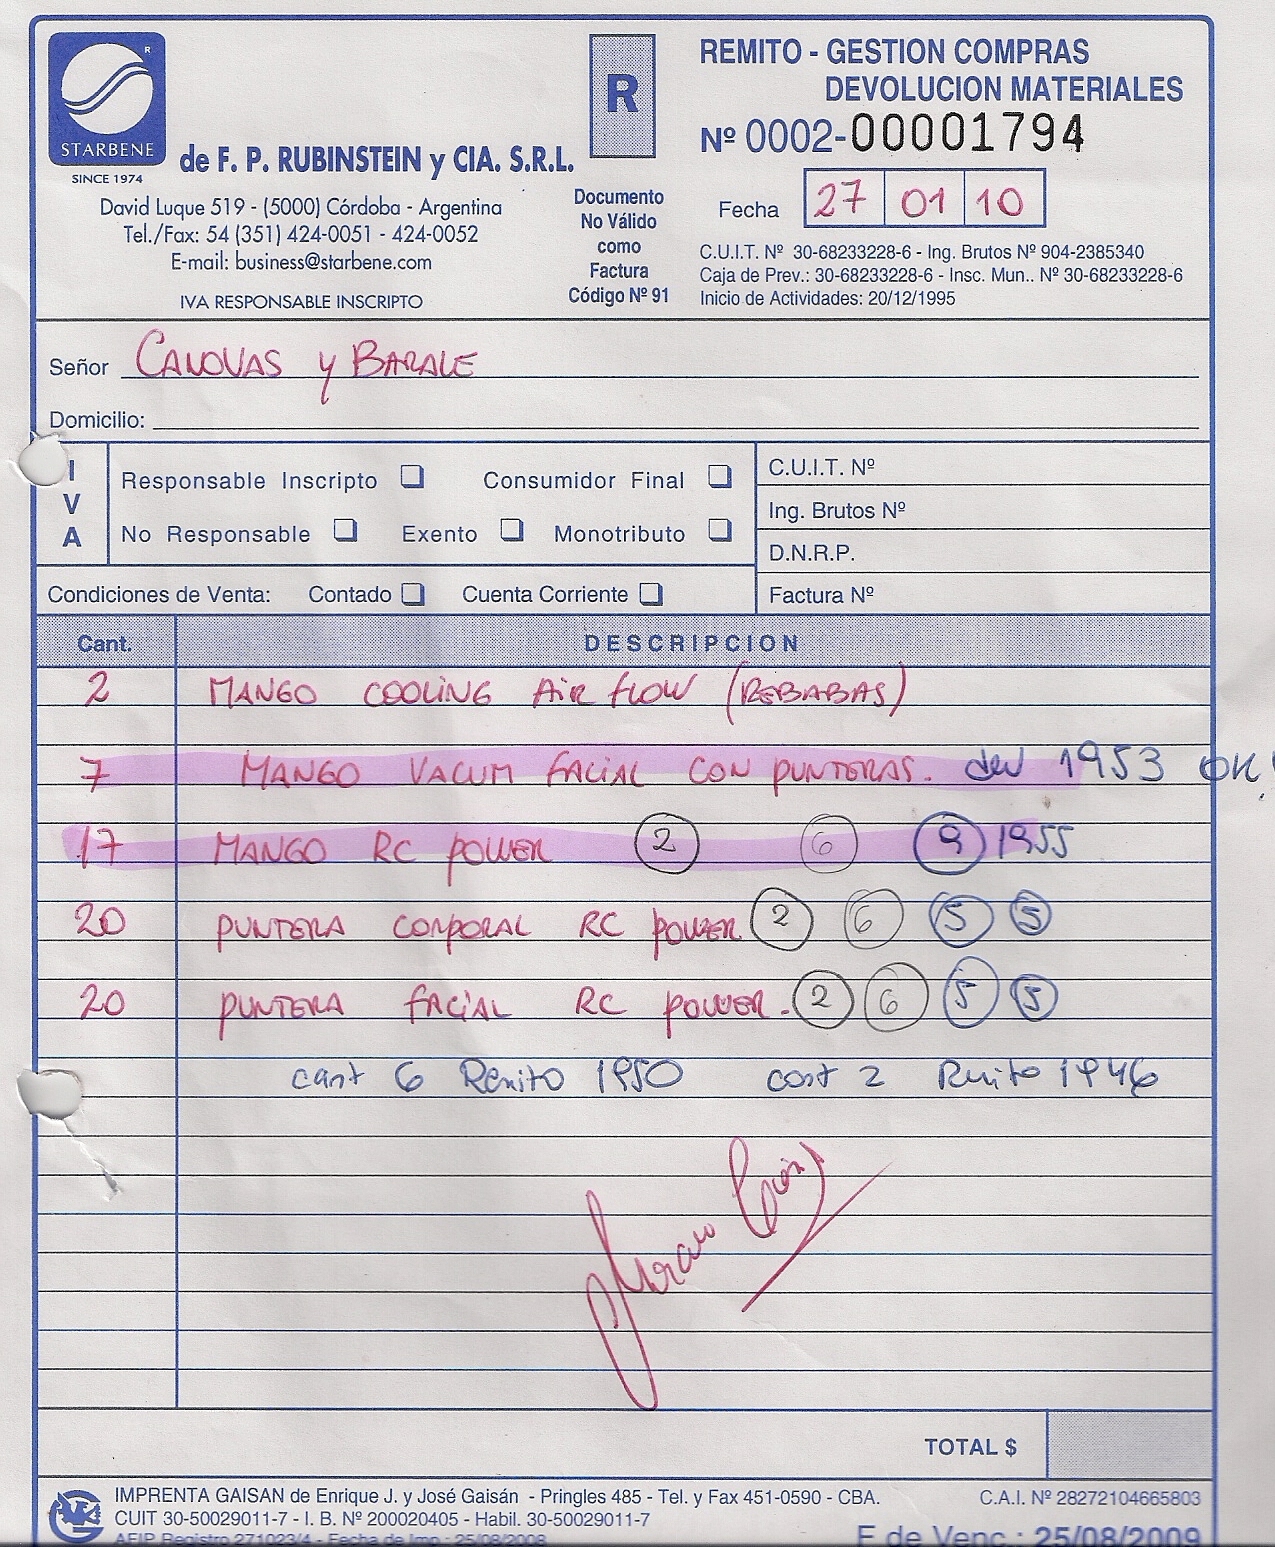 REMITO - GESTION COMPRAS
DEVOLUCION MATERIALES
R
Nº 0002-00001794
STARBENE
R
SINCE 1974
de F. P. RUBINSTEIN y CIA. S.R.L.
David Luque 519 - (5000) Córdoba - Argentina
Tel./Fax: 54 (351) 424-0051 - 424-0052
E-mail: business@starbene.com
IVA RESPONSABLE INSCRIPTO
Documento
No Válido
como
Factura
Código Nº 91
Fecha 27 01 10
C.U.I.T. Nº 30-68233228-6 - Ing. Brutos Nº 904-2385340
Caja de Prev.: 30-68233228-6 - Insc. Mun.. Nº 30-68233228-6
Inicio de Actividades: 20/12/1995
Señor CANOVAS y BARALE
Domicilio:
IVA
Responsable Inscripto Consumidor Final
No Responsable Exento Monotributo
C.U.I.T. Nº
Ing. Brutos Nº
D.N.R.P.
Factura Nº
Condiciones de Venta: Contado Cuenta Corriente
Cant. DESCRIPCION
2 MANGO COOLING AIR FLOW (REBABAS)
7 MANGO VACUM FACIAL CON PUNTERAS. dev 1953 OK!
17 MANGO RC POWER 2 6 9 1955
20 PUNTERA CORPORAL RC POWER 2 6 5 5
20 PUNTERA FACIAL RC POWER. 2 6 5 5
cant 6 Remito 1950 cant 2 Remito 1946
TOTAL $
IMPRENTA GAISAN de Enrique J. y José Gaisán - Pringles 485 - Tel. y Fax 451-0590 - CBA.
CUIT 30-50029011-7 - I. B. Nº 200020405 - Habil. 30-50029011-7
AFIP Registro 271023/4 - Fecha de Imp.: 25/08/2008
C.A.I. Nº 28272104665803
F de Venc.: 25/08/2009